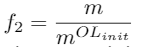 f_2 = \frac{m}{m^{OL_{init}}}